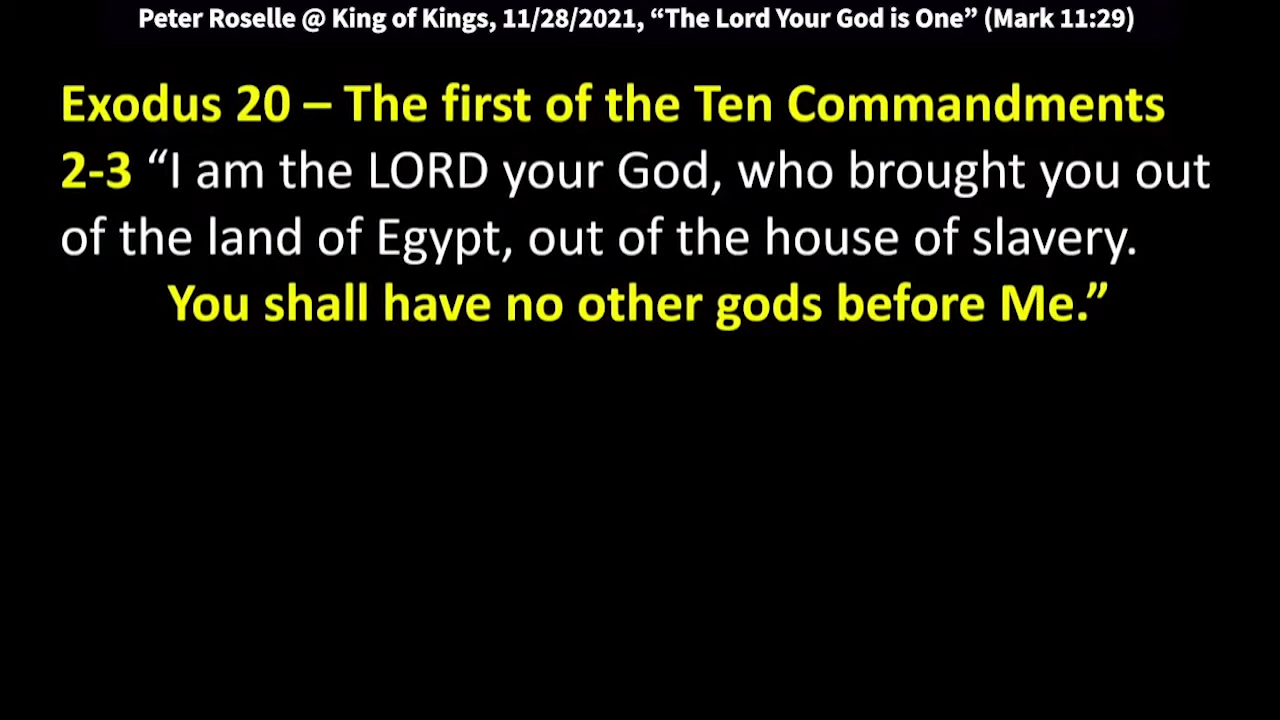 Peter Roselle @ King of Kings, 11/28/2021, “The Lord Your God is One” (Mark 11:29)
Exodus 20 – The first of the Ten Commandments
2-3 “I am the LORD your God, who brought you out
of the land of Egypt, out of the house of slavery.
You shall have no other gods before Me.”